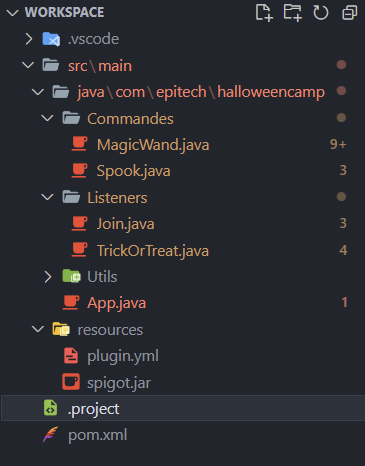 WORKSPACE
.vscode
src\main
java\com\epitech\halloweencamp
Commandes
MagicWand.java 9+
Spook.java 3
Listeners
Join.java 3
TrickOrTreat.java 4
Utils
App.java 1
resources
plugin.yml
spigot.jar
.project
pom.xml